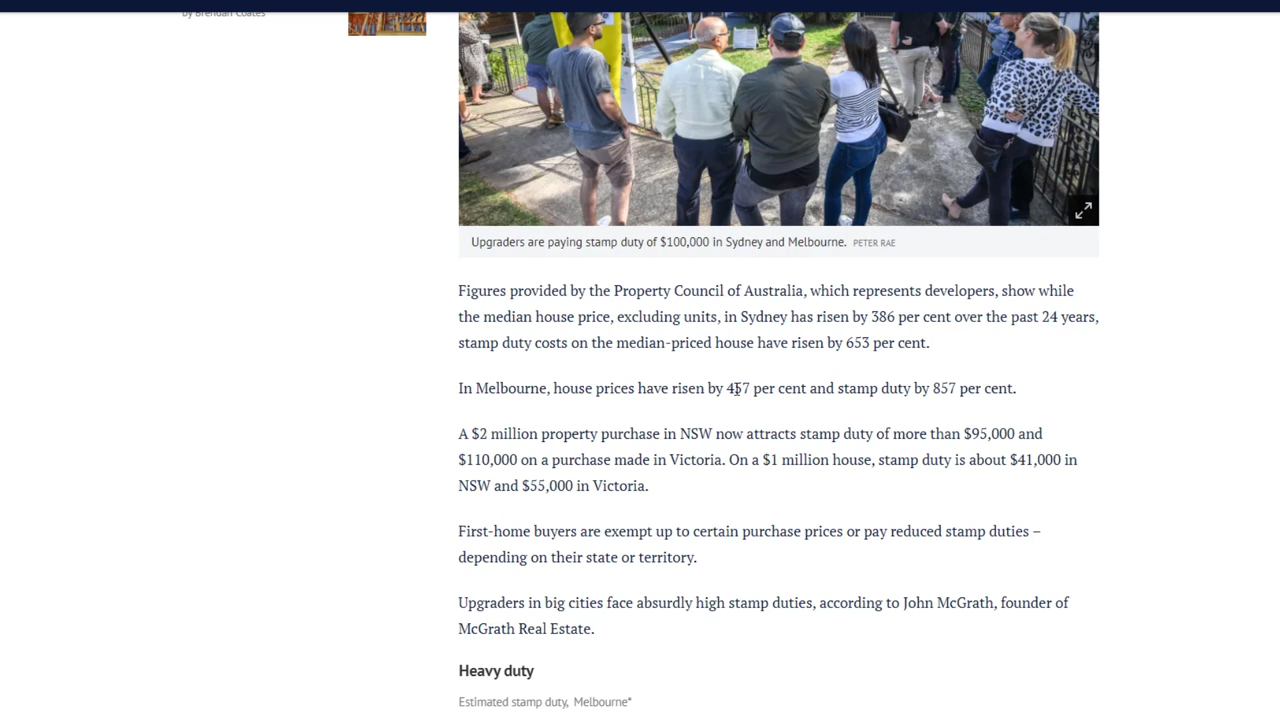 by Brendan Coates
Upgraders are paying stamp duty of $100,000 in Sydney and Melbourne. PETER RAE
Figures provided by the Property Council of Australia, which represents developers, show while
the median house price, excluding units, in Sydney has risen by 386 per cent over the past 24 years,
stamp duty costs on the median-priced house have risen by 653 per cent.
In Melbourne, house prices have risen by 457 per cent and stamp duty by 857 per cent.
A $2 million property purchase in NSW now attracts stamp duty of more than $95,000 and
$110,000 on a purchase made in Victoria. On a $1 million house, stamp duty is about $41,000 in
NSW and $55,000 in Victoria.
First-home buyers are exempt up to certain purchase prices or pay reduced stamp duties –
depending on their state or territory.
Upgraders in big cities face absurdly high stamp duties, according to John McGrath, founder of
McGrath Real Estate.
Heavy duty
Estimated stamp duty, Melbourne*